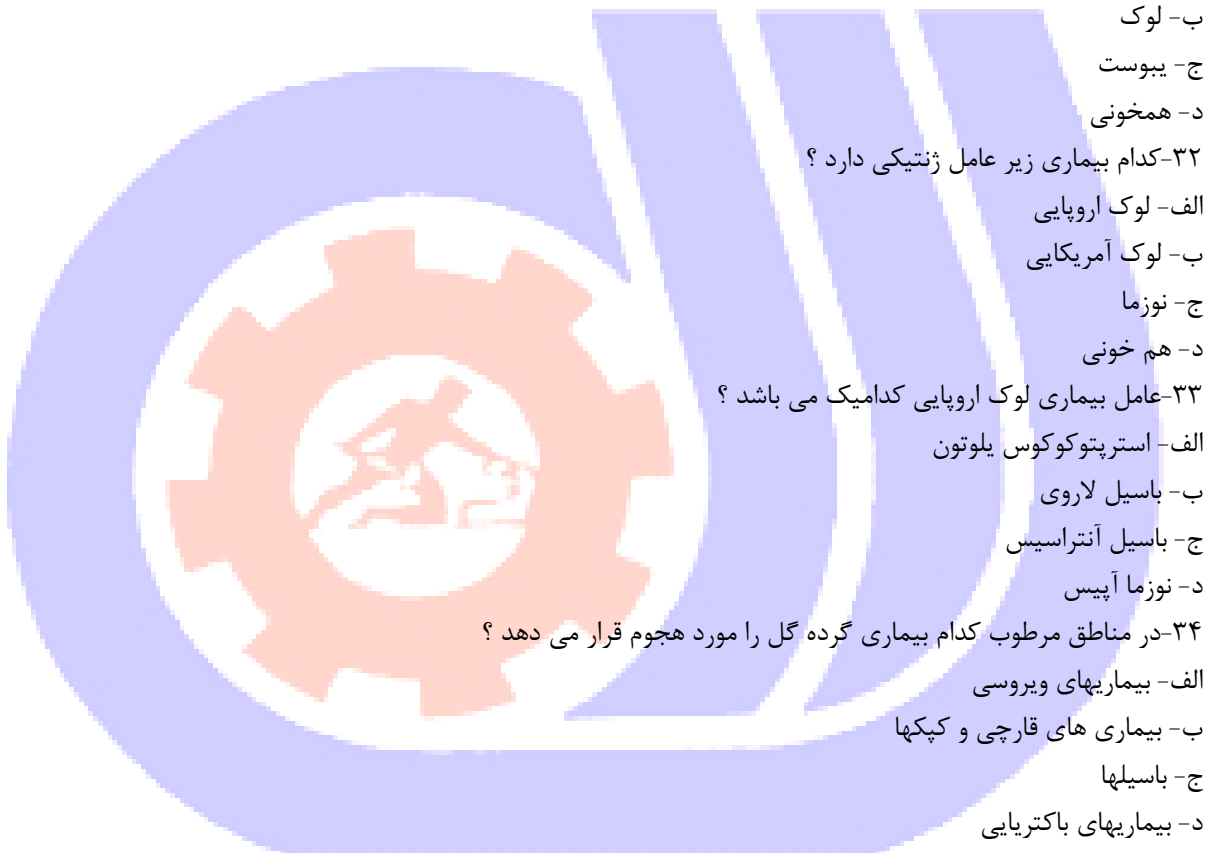 ب- لوک
ج- یبوست
د- همخونی
۳۲-کدام بیماری زیر عامل ژنتیکی دارد ؟
الف- لوک اروپایی
ب- لوک آمریکایی
ج- نوزما
د- هم خونی
۳۳-عامل بیماری لوک اروپایی کدامیک می باشد ؟
الف- استرپتوکوکوس یلوتون
ب- باسیل لاروی
ج- باسیل آنتراسیس
د- نوزما آپیس
۳۴-در مناطق مرطوب کدام بیماری گرده گل را مورد هجوم قرار می دهد ؟
الف- بیماریهای ویروسی
ب- بیماری های قارچی و کپکها
ج- باسیلها
د- بیماریهای باکتریایی